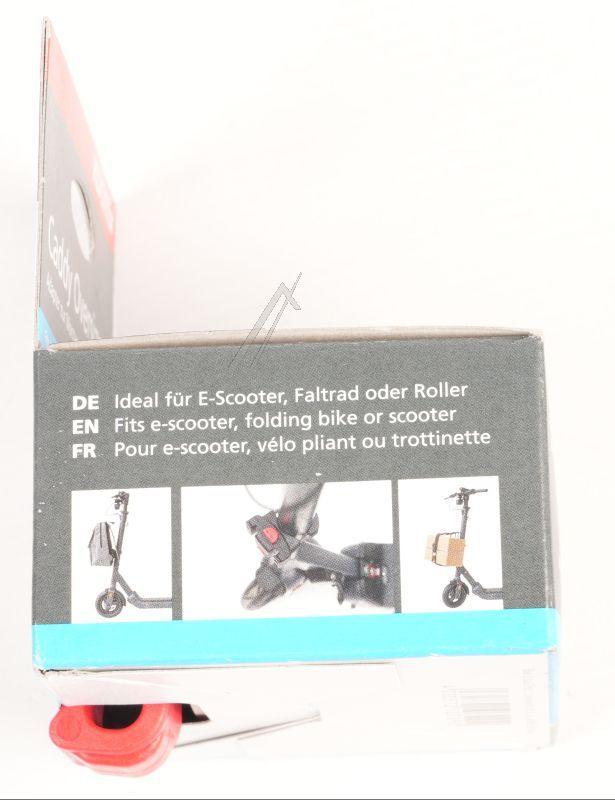 Caddy
DE Ideal für E-Scooter, Faltrad oder Roller
EN Fits e-scooter, folding bike or scooter
FR Pour e-scooter, vélo pliant ou trottinette